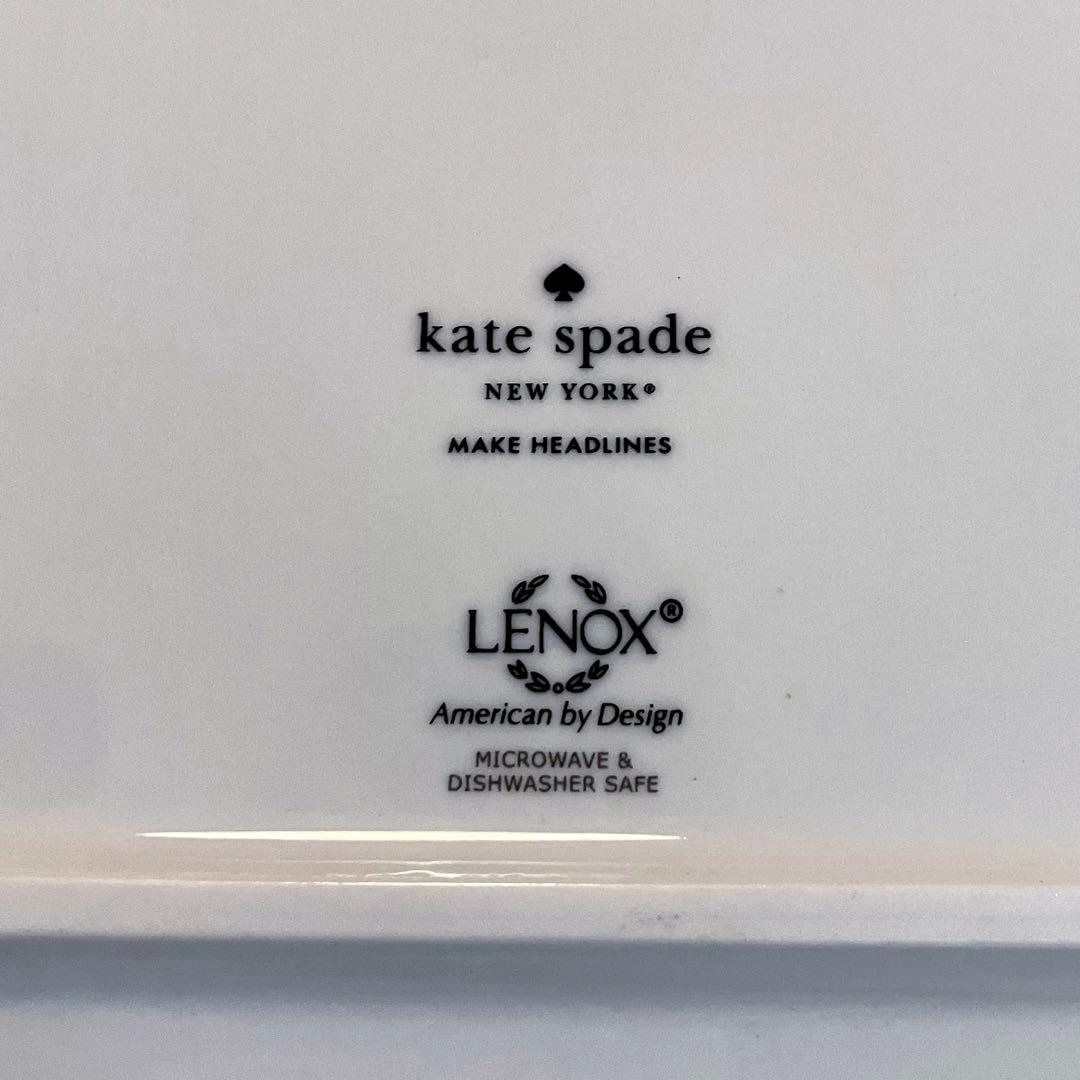 kate spade
NEW YORK®
MAKE HEADLINES
LENOX®
American by Design
MICROWAVE &
DISHWASHER SAFE